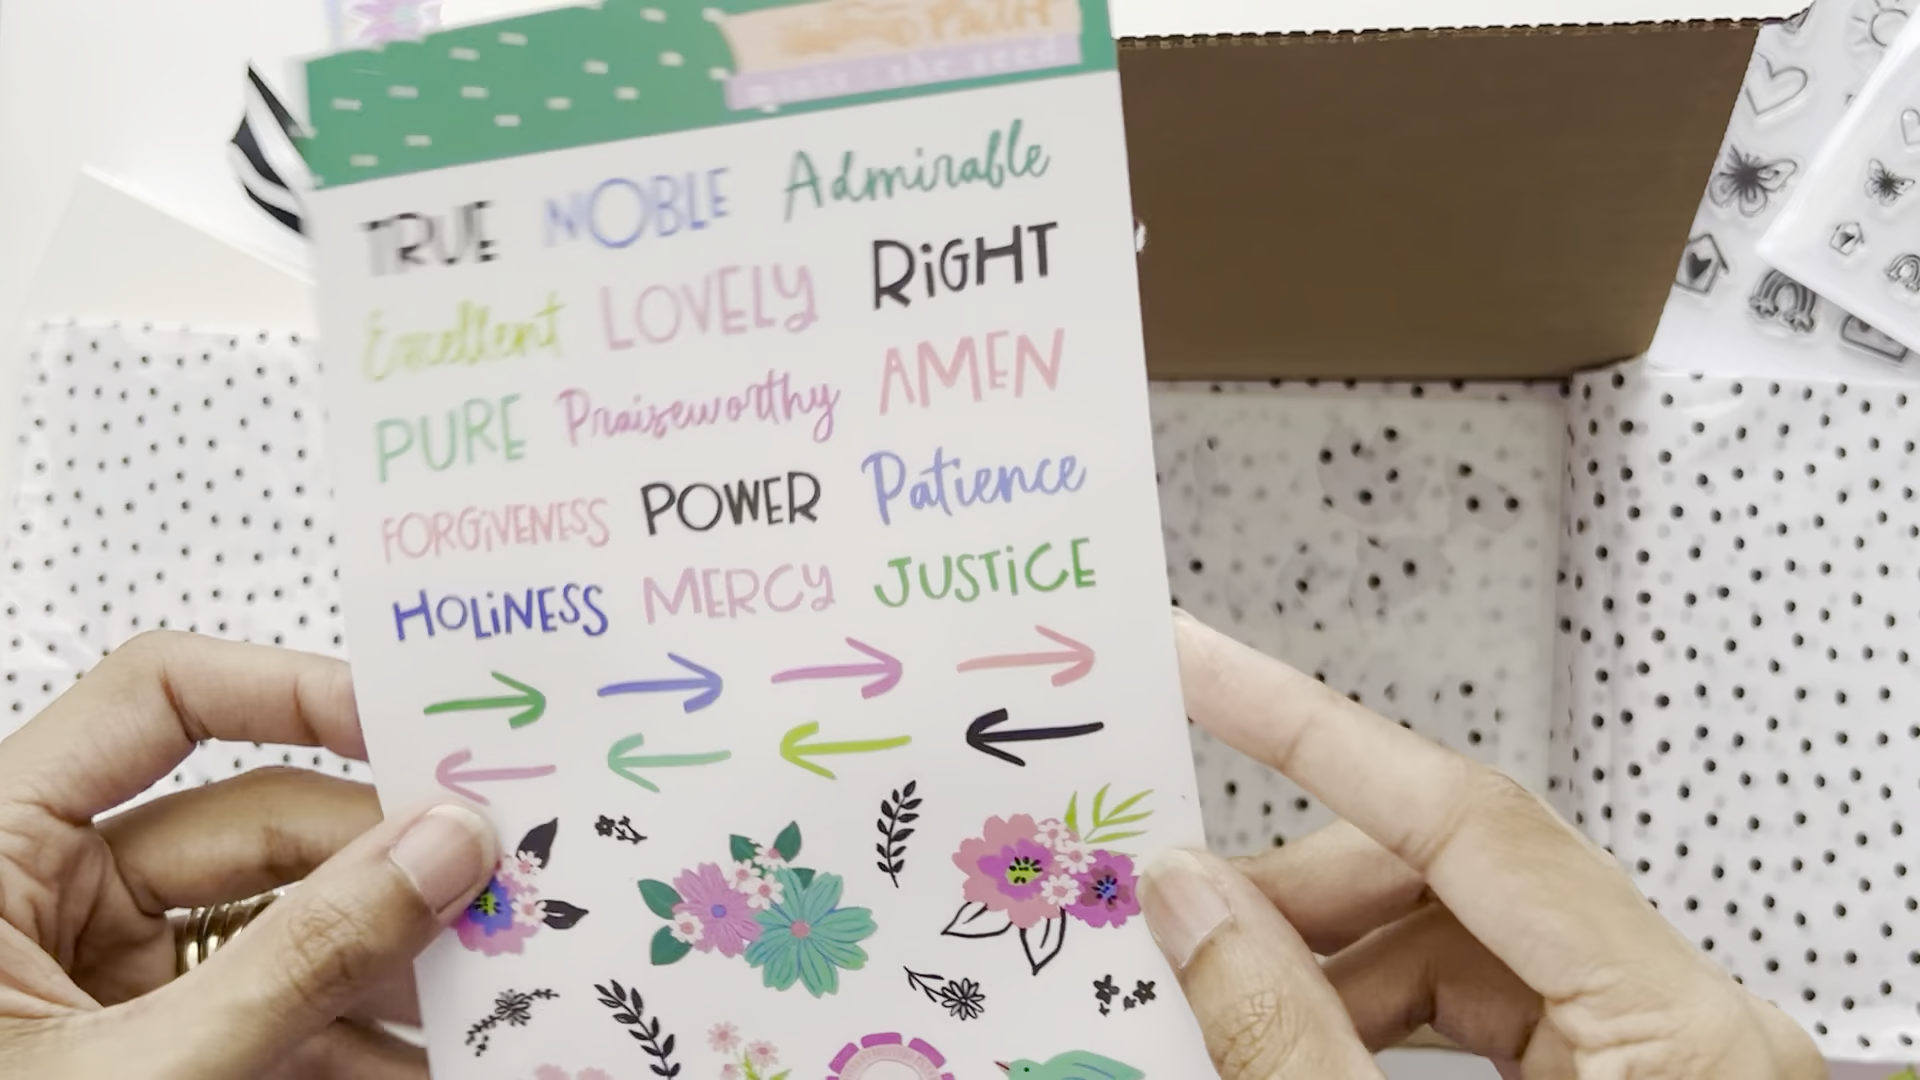 TRUE NOBLE Admirable
Excellent LOVELY RiGHT
PURE Praiseworthy AMEN
FORGiVENESS POWER Patience
HOLiNESS MERCY JUSTiCE